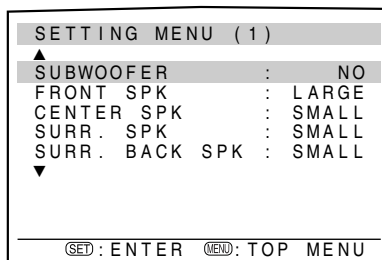 SETTING MENU (1)
▲
SUBWOOFER : NO
FRONT SPK : LARGE
CENTER SPK : SMALL
SURR. SPK : SMALL
SURR. BACK SPK : SMALL
▼
SET : ENTER MENU : TOP MENU